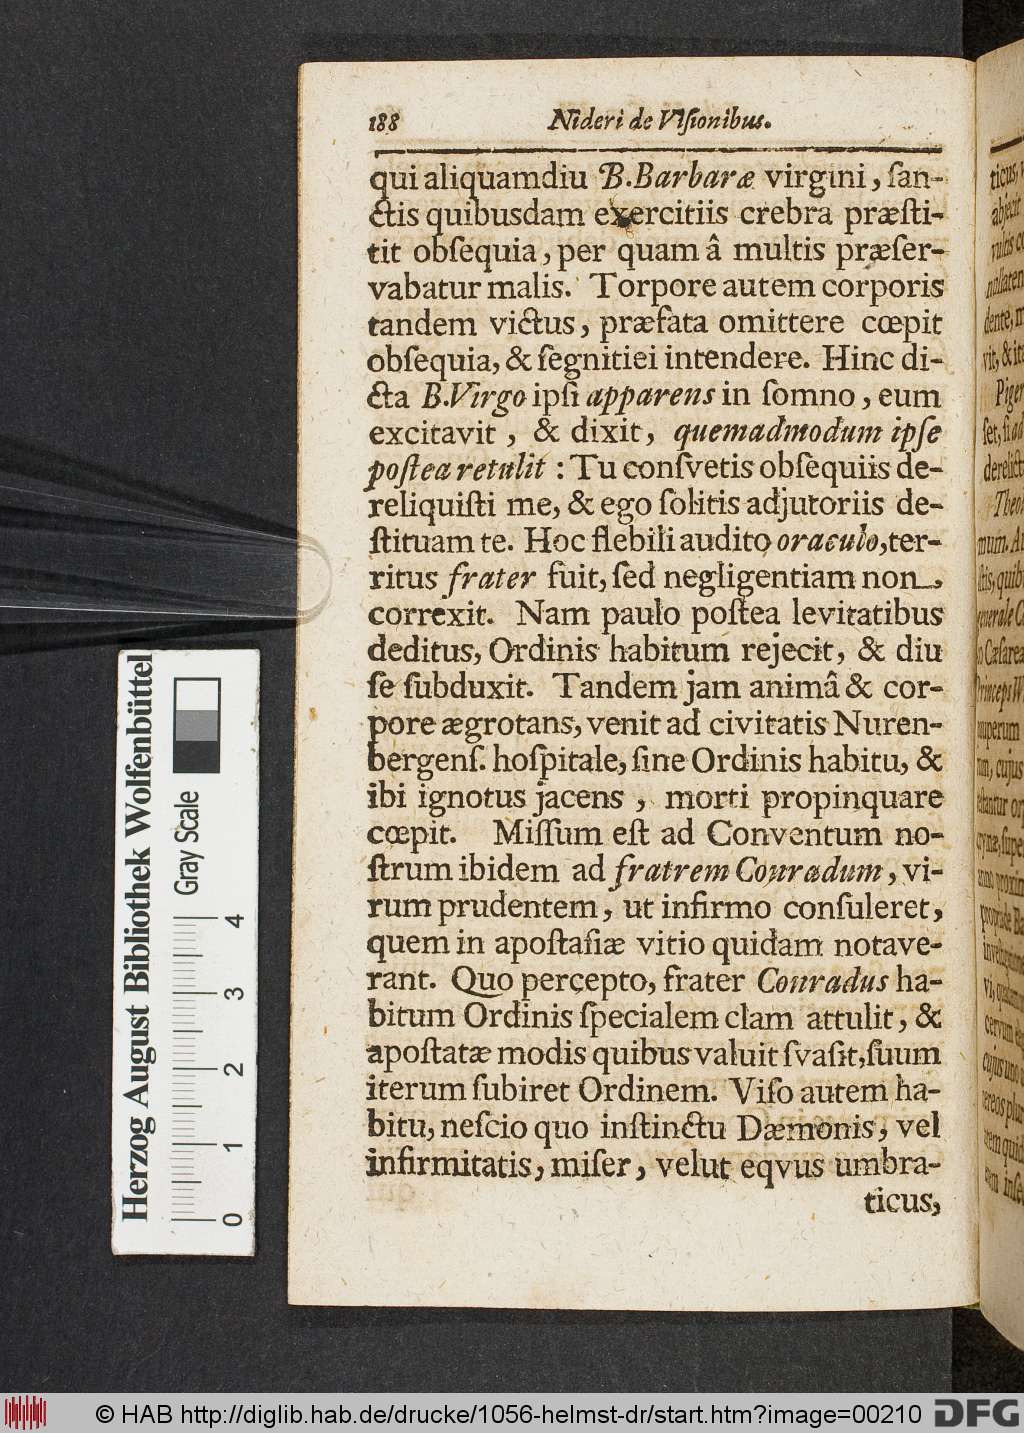 188 Nideri de Viſionibus.
qui aliquamdiu B. Barbaræ virgini, ſan-
ctis quibusdam exercitiis crebra præſti-
tit obſequia, per quam â multis præſer-
vabatur malis. Torpore autem corporis
tandem victus, præfata omittere cœpit
obſequia, & ſegnitiei intendere. Hinc di-
cta B. Virgo ipſi apparens in ſomno, eum
excitavit, & dixit, quemadmodum ipſe
poſtea retulit: Tu conſvetis obſequiis de-
reliquiſti me, & ego ſolitis adjutoriis de-
ſtituam te. Hoc flebili audito oraculo, ter-
ritus frater fuit, ſed negligentiam non
correxit. Nam paulo poſtea levitatibus
deditus, Ordinis habitum rejecit, & diu
ſe ſubduxit. Tandem jam animâ & cor-
pore ægrotans, venit ad civitatis Nuren-
bergenſ. hoſpitale, ſine Ordinis habitu, &
ibi ignotus jacens, morti propinquare
cœpit. Miſſum eſt ad Conventum no-
ſtrum ibidem ad fratrem Conradum, vi-
rum prudentem, ut infirmo conſuleret,
quem in apoſtaſiæ vitio quidam notave-
rant. Quo percepto, frater Conradus ha-
bitum Ordinis ſpecialem clam attulit, &
apoſtatæ modis quibus valuit ſvaſit, ſuum
iterum ſubiret Ordinem. Viſo autem ha-
bitu, neſcio quo inſtinctu Dæmonis, vel
infirmitatis, miſer, velut eqvus umbra-
ticus,
Herzog August Bibliothek Wolfenbüttel
Gray Scale
0 1 2 3 4
© HAB http://diglib.hab.de/drucke/1056-helmst-dr/start.htm?image=00210
DFG